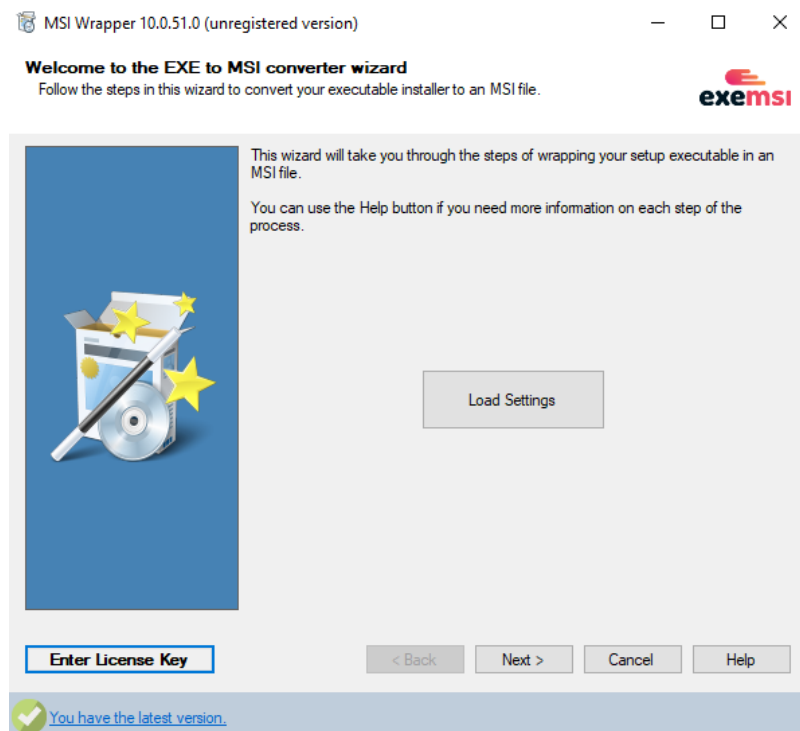 MSI Wrapper 10.0.51.0 (unregistered version)
Welcome to the EXE to MSI converter wizard
Follow the steps in this wizard to convert your executable installer to an MSI file.
exemsi
This wizard will take you through the steps of wrapping your setup executable in an
MSI file.
You can use the Help button if you need more information on each step of the
process.
Load Settings
Enter License Key
< Back
Next >
Cancel
Help
You have the latest version.